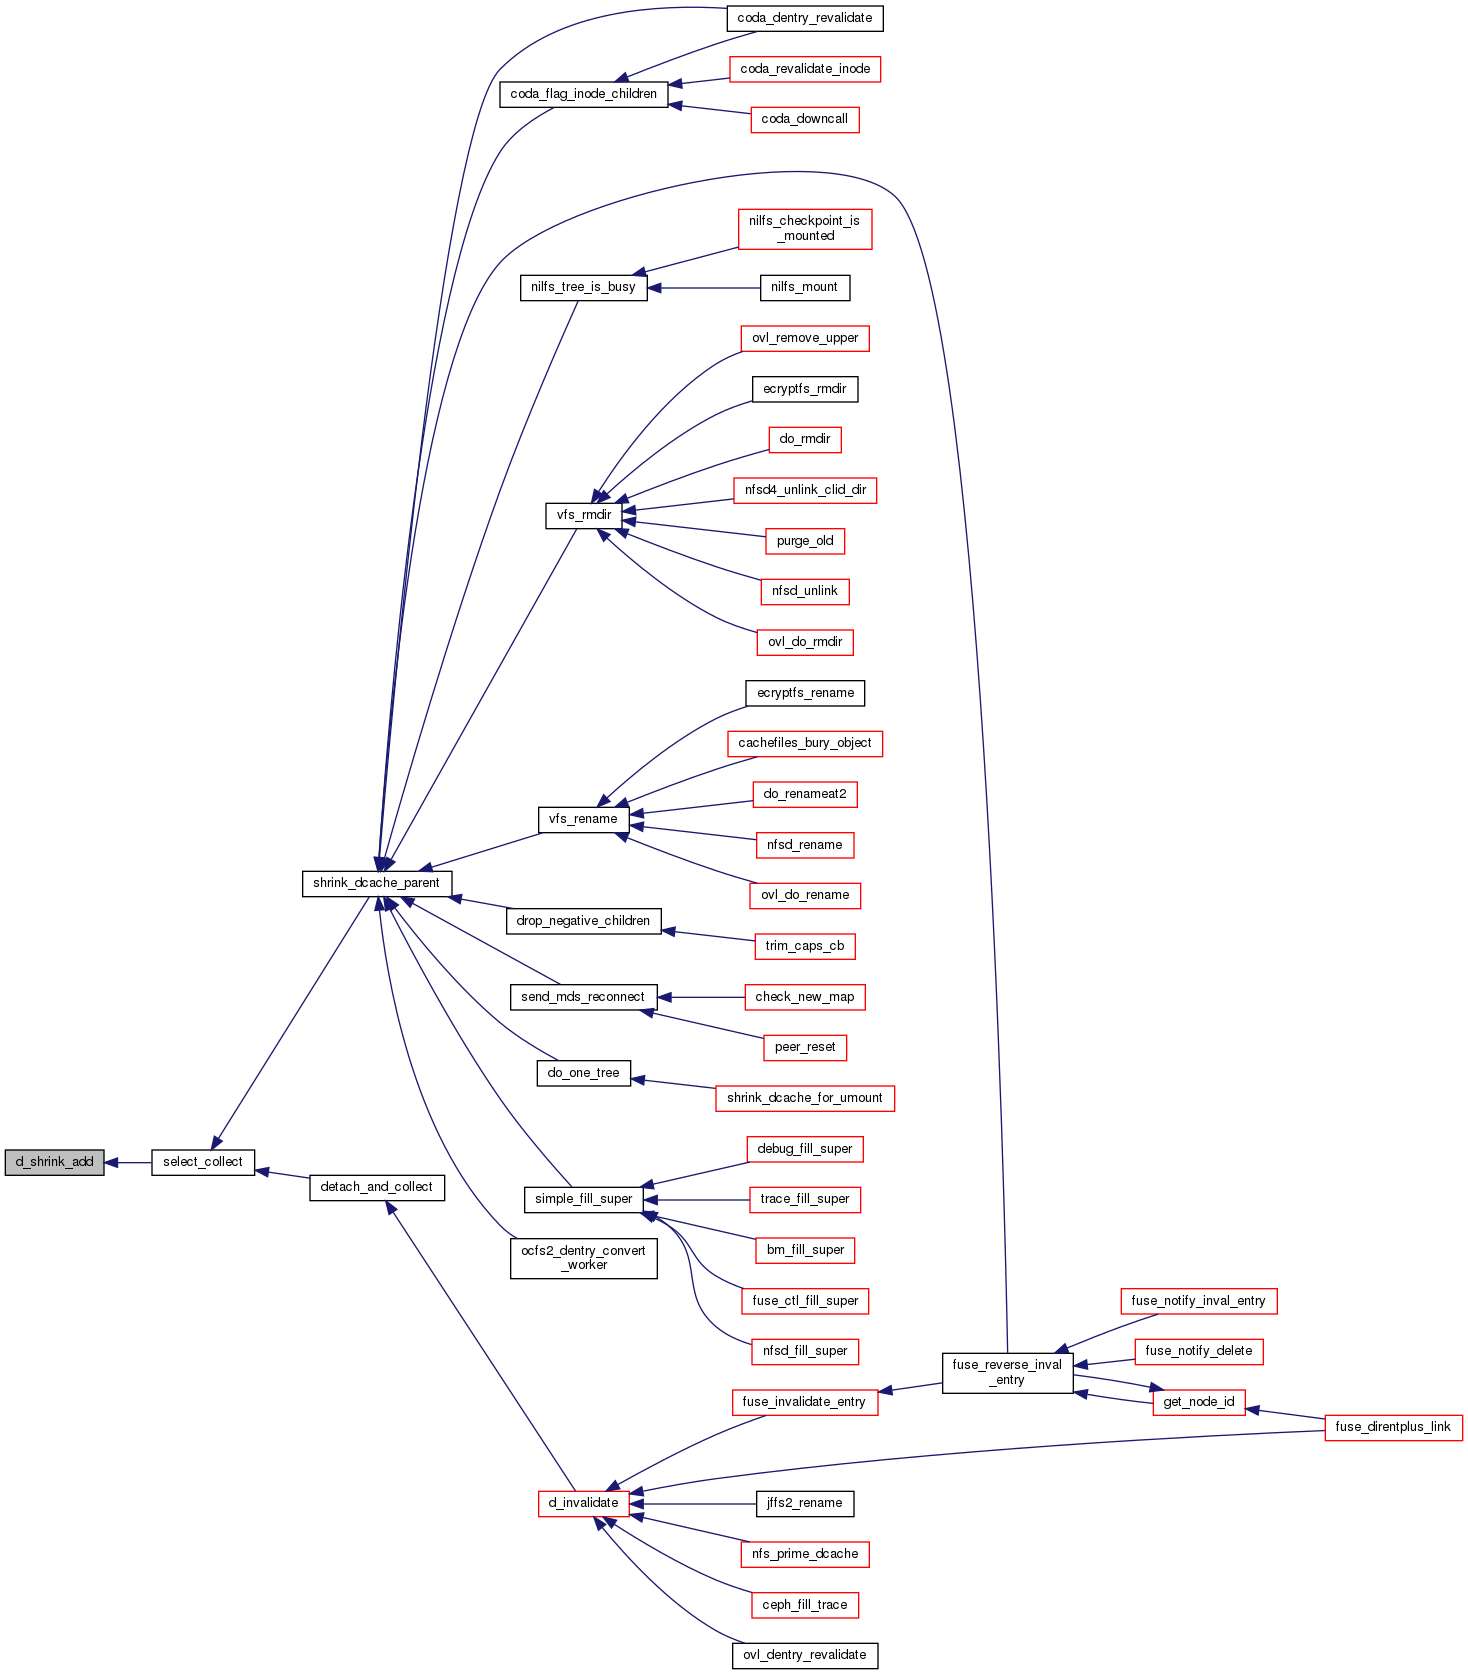 coda_dentry_revalidate
coda_revalidate_inode
coda_flag_inode_children
coda_downcall
nilfs_checkpoint_is
_mounted
nilfs_tree_is_busy
nilfs_mount
ovl_remove_upper
ecryptfs_rmdir
do_rmdir
nfsd4_unlink_clid_dir
vfs_rmdir
purge_old
nfsd_unlink
ovl_do_rmdir
ecryptfs_rename
cachefiles_bury_object
do_renameat2
vfs_rename
nfsd_rename
shrink_dcache_parent
ovl_do_rename
drop_negative_children
trim_caps_cb
send_mds_reconnect
check_new_map
peer_reset
do_one_tree
shrink_dcache_for_umount
debug_fill_super
d_shrink_add
select_collect
detach_and_collect
simple_fill_super
trace_fill_super
ocfs2_dentry_convert
_worker
bm_fill_super
fuse_ctl_fill_super
fuse_notify_inval_entry
nfsd_fill_super
fuse_notify_delete
fuse_reverse_inval
_entry
fuse_invalidate_entry
get_node_id
fuse_direntplus_link
d_invalidate
jffs2_rename
nfs_prime_dcache
ceph_fill_trace
ovl_dentry_revalidate